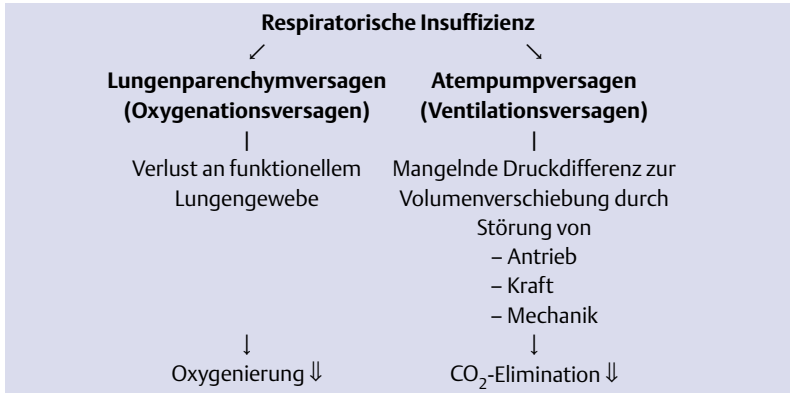 Respiratorische Insuffizienz
↙ ↘
Lungenparenchymversagen
(Oxygenationsversagen)
|
Verlust an funktionellem
Lungengewebe
↓
Oxygenierung ⇓
Atempumpversagen
(Ventilationsversagen)
|
Mangelnde Druckdifferenz zur
Volumenverschiebung durch
Störung von
– Antrieb
– Kraft
– Mechanik
↓
CO₂-Elimination ⇓